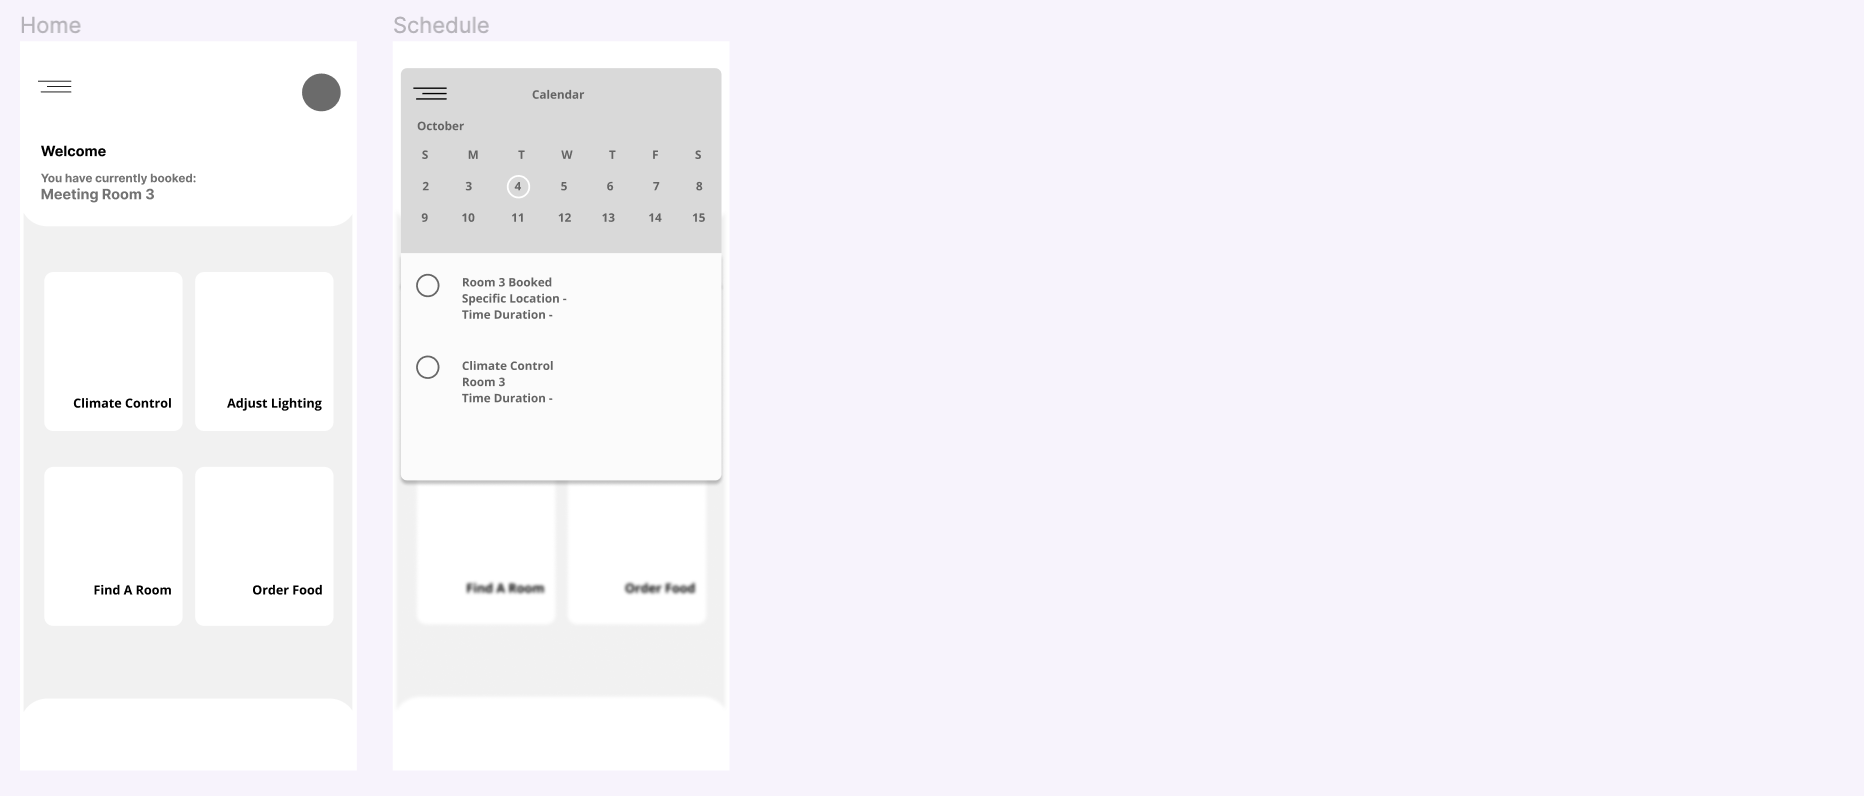 Home
Welcome
You have currently booked:
Meeting Room 3
Climate Control
Adjust Lighting
Find A Room
Order Food
Schedule
Calendar
October
S M T W T F S
2 3 4 5 6 7 8
9 10 11 12 13 14 15
Room 3 Booked
Specific Location -
Time Duration -
Climate Control
Room 3
Time Duration -
Find A Room
Order Food